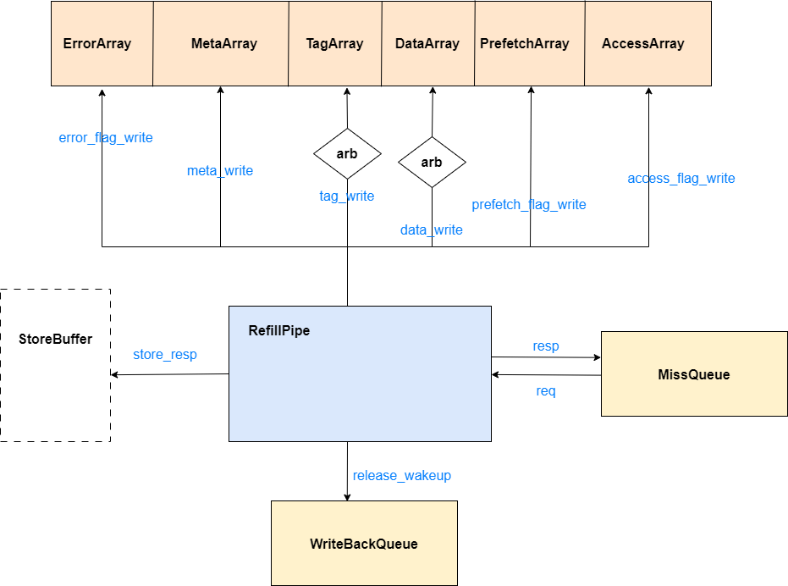 ErrorArray
MetaArray
TagArray
DataArray
PrefetchArray
AccessArray
error_flag_write
meta_write
arb
arb
tag_write
data_write
prefetch_flag_write
access_flag_write
StoreBuffer
store_resp
RefillPipe
resp
req
MissQueue
release_wakeup
WriteBackQueue